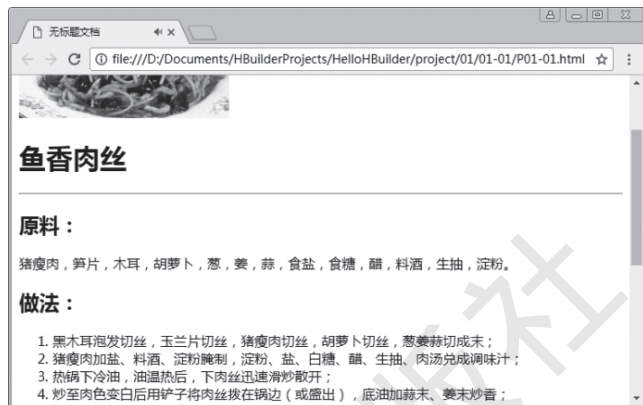 无标题文档
file:///D:/Documents/HBuilderProjects/HelloHBuilder/project/01/01-01/P01-01.html
鱼香肉丝
原料：
猪瘦肉，笋片，木耳，胡萝卜，葱，姜，蒜，食盐，食糖，醋，料酒，生抽，淀粉。
做法：
1. 黑木耳泡发切丝，玉兰片切丝，猪瘦肉切丝，胡萝卜切丝，葱姜蒜切成末；
2. 猪瘦肉加盐、料酒、淀粉腌制，淀粉、盐、白糖、醋、生抽、肉汤兑成调味汁；
3. 热锅下冷油，油温热后，下肉丝迅速滑炒散开；
4. 炒至肉色变白后用铲子将肉丝拨在锅边（或盛出），底油加蒜末、姜末炒香；
版社